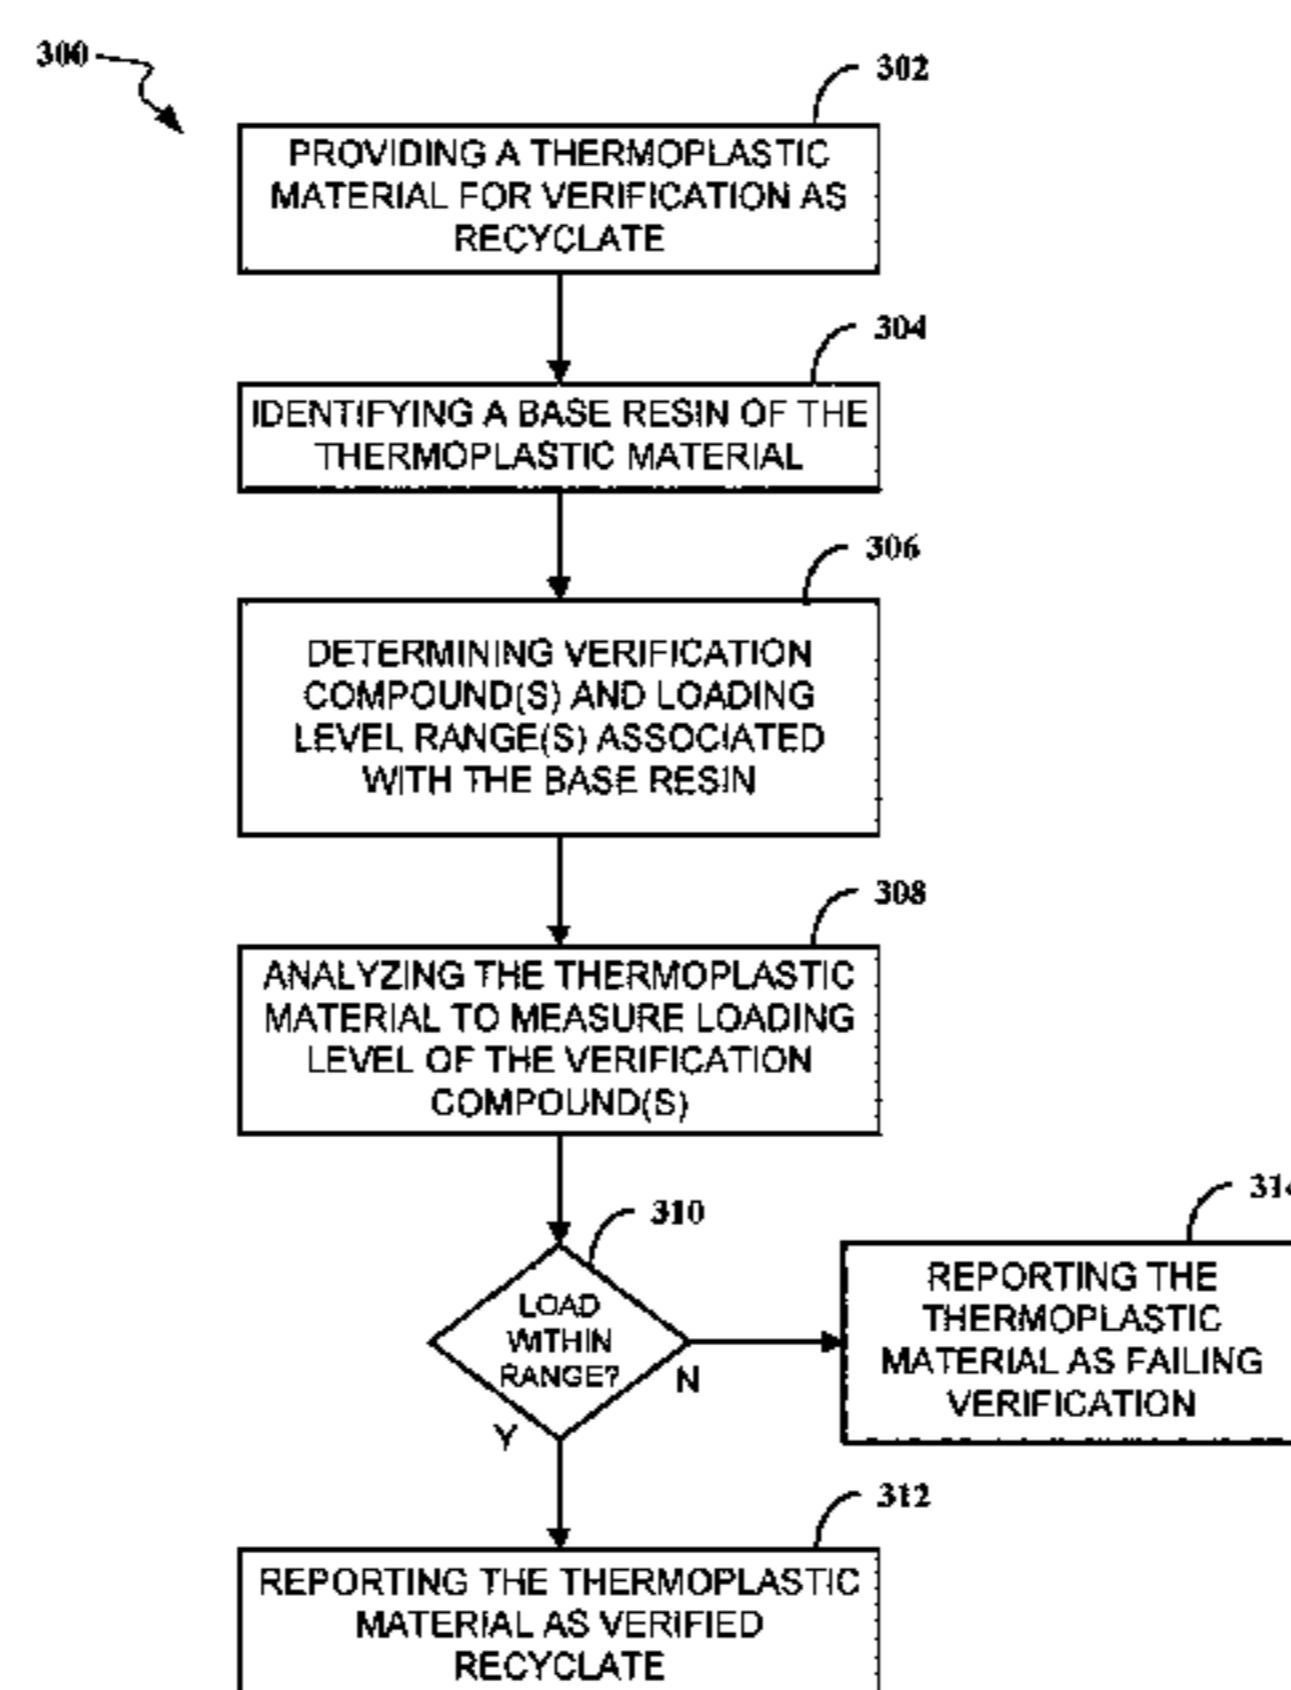 300
302
PROVIDING A THERMOPLASTIC
MATERIAL FOR VERIFICATION AS
RECYCLATE
304
IDENTIFYING A BASE RESIN OF THE
THERMOPLASTIC MATERIAL
306
DETERMINING VERIFICATION
COMPOUND(S) AND LOADING
LEVEL RANGE(S) ASSOCIATED
WITH THE BASE RESIN
308
ANALYZING THE THERMOPLASTIC
MATERIAL TO MEASURE LOADING
LEVEL OF THE VERIFICATION
COMPOUND(S)
310
LOAD
WITHIN
RANGE?
N
Y
314
REPORTING THE
THERMOPLASTIC
MATERIAL AS FAILING
VERIFICATION
312
REPORTING THE THERMOPLASTIC
MATERIAL AS VERIFIED
RECYCLATE